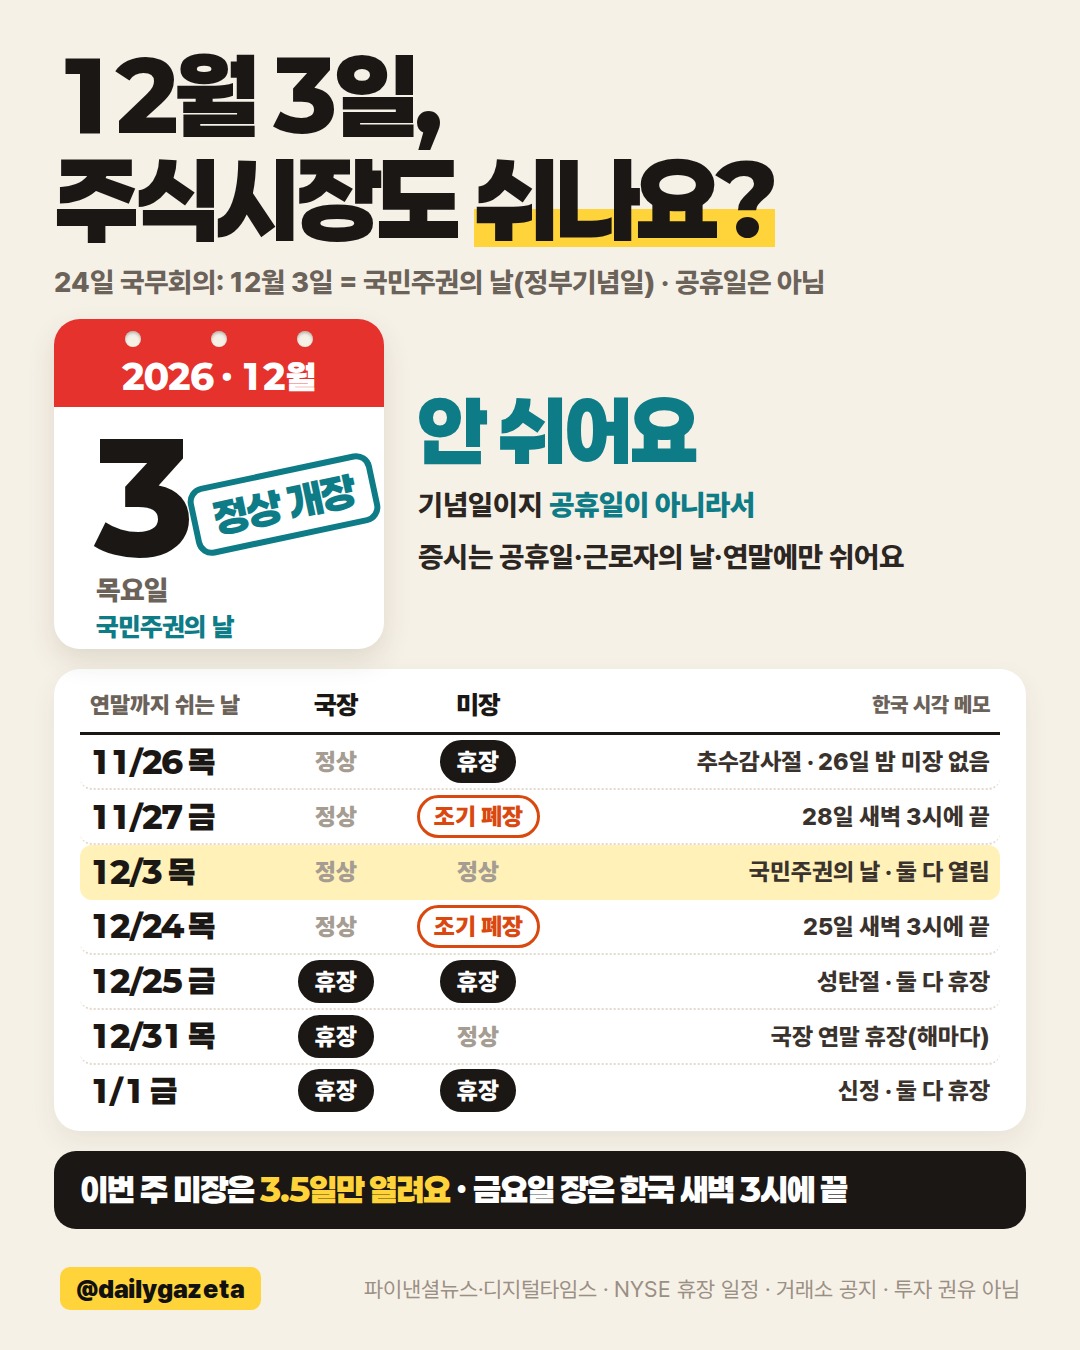 12월 3일,
주식시장도 쉬나요?
24일 국무회의: 12월 3일 = 국민주권의 날(정부기념일) · 공휴일은 아님
2026 · 12월
3
정상 개장
목요일
국민주권의 날
안 쉬어요
기념일이지 공휴일이 아니라서
증시는 공휴일·근로자의 날·연말에만 쉬어요
연말까지 쉬는 날 국장 미장 한국 시각 메모
11/26 목 정상 휴장 추수감사절 · 26일 밤 미장 없음
11/27 금 정상 조기 폐장 28일 새벽 3시에 끝
12/3 목 정상 정상 국민주권의 날 · 둘 다 열림
12/24 목 정상 조기 폐장 25일 새벽 3시에 끝
12/25 금 휴장 휴장 성탄절 · 둘 다 휴장
12/31 목 휴장 정상 국장 연말 휴장(해마다)
1/1 금 휴장 휴장 신정 · 둘 다 휴장
이번 주 미장은 3.5일만 열려요 · 금요일 장은 한국 새벽 3시에 끝
@dailygazeta
파이낸셜뉴스·디지털타임스 · NYSE 휴장 일정 · 거래소 공지 · 투자 권유 아님